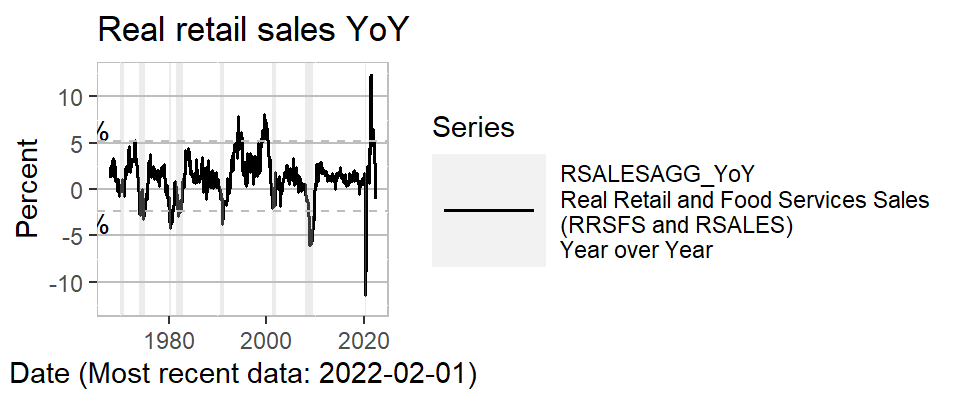 Real retail sales YoY
Percent
10
5
0
-5
-10
%
%
1980
2000
2020
Date (Most recent data: 2022-02-01)
Series
RSALESAGG_YoY
Real Retail and Food Services Sales
(RRSFS and RSALES)
Year over Year